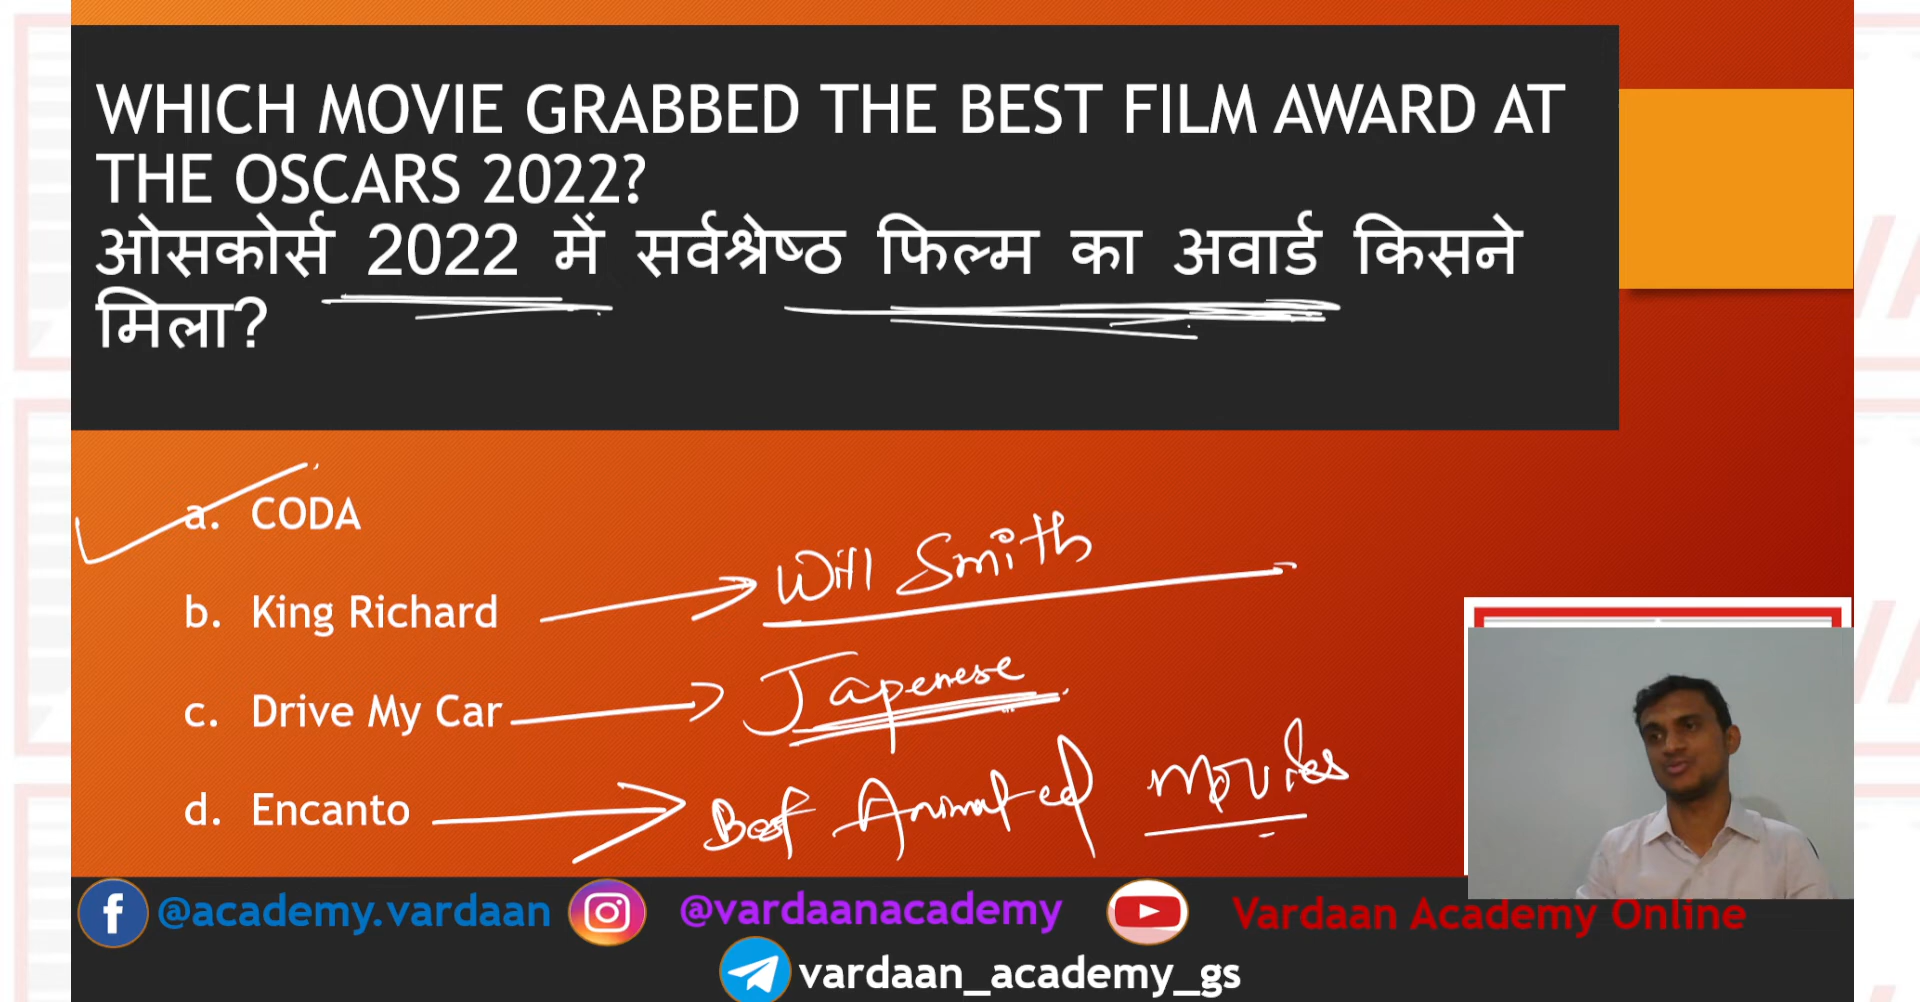 WHICH MOVIE GRABBED THE BEST FILM AWARD AT
THE OSCARS 2022?
ओसकोर्स 2022 में सर्वश्रेष्ठ फिल्म का अवार्ड किसने
मिला?
a. CODA
b. King Richard
Will Smith
c. Drive My Car
Japenese
d. Encanto
Best Animated movies
@academy.vardaan
@vardaanacademy
Vardaan Academy Online
vardaan_academy_gs